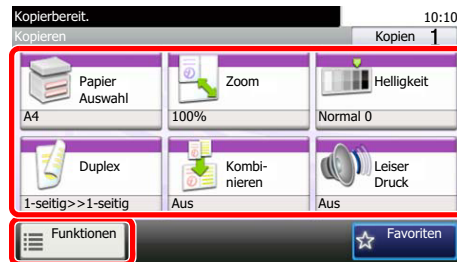 Kopierbereit.
10:10
Kopieren
Kopien 1
Papier
Auswahl
A4
Zoom
100%
Helligkeit
Normal 0
Duplex
1-seitig>>1-seitig
Kombi-
nieren
Aus
Leiser
Druck
Aus
Funktionen
Favoriten